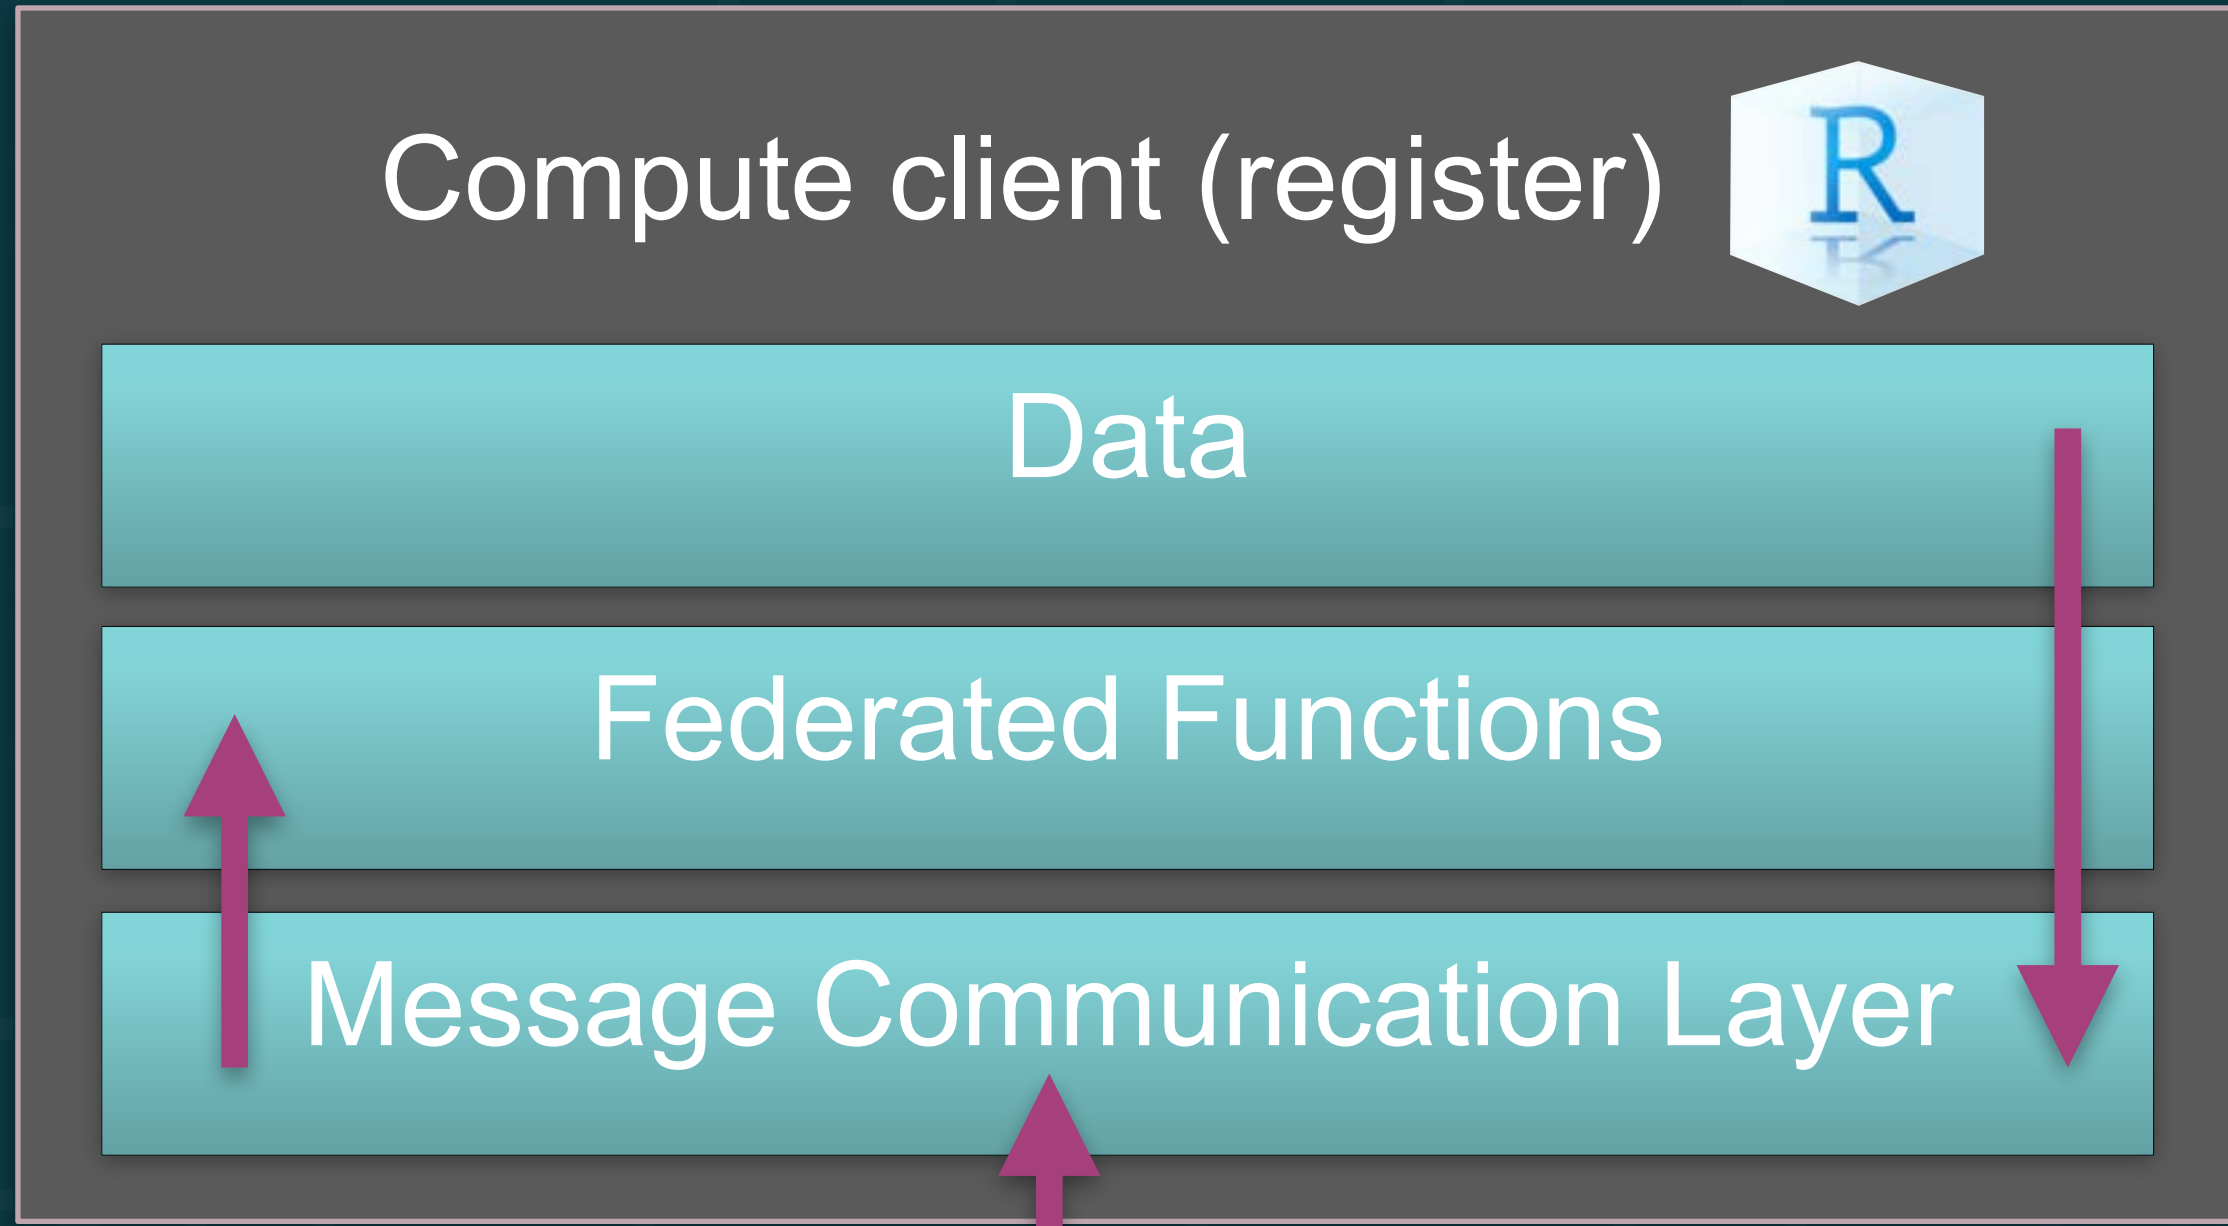 Compute client (register)
R
Data
Federated Functions
Message Communication Layer